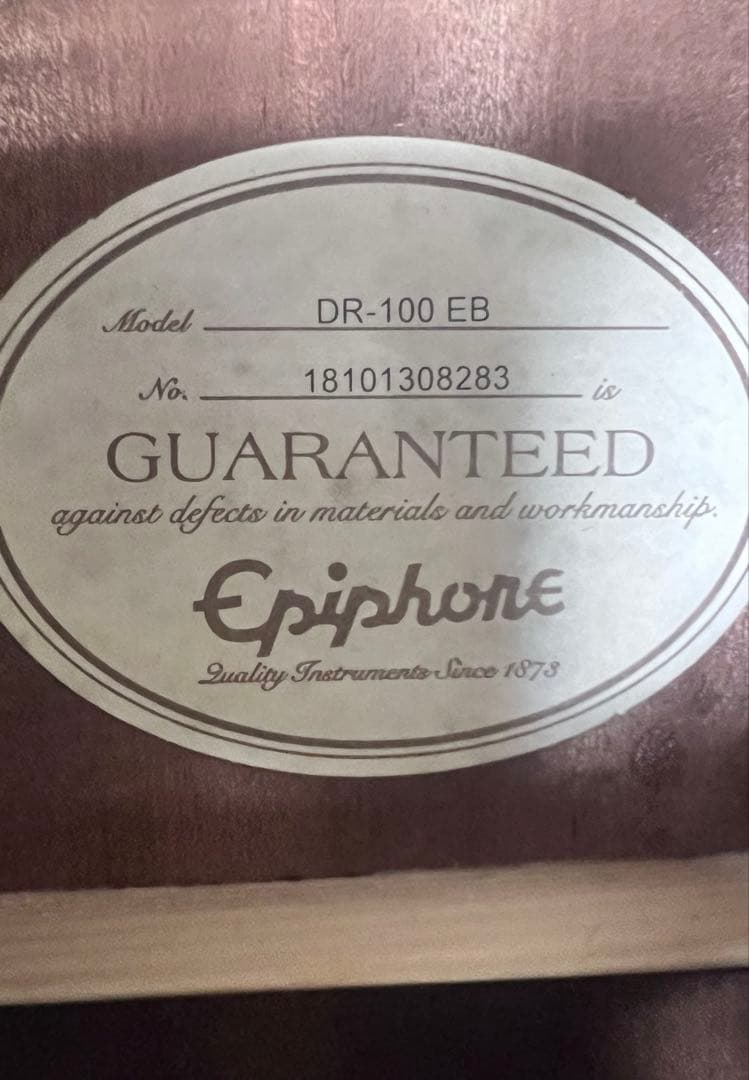 Model DR-100 EB
No. 18101308283 is
GUARANTEED
against defects in materials and workmanship.
Epiphone
Quality Instruments Since 1873